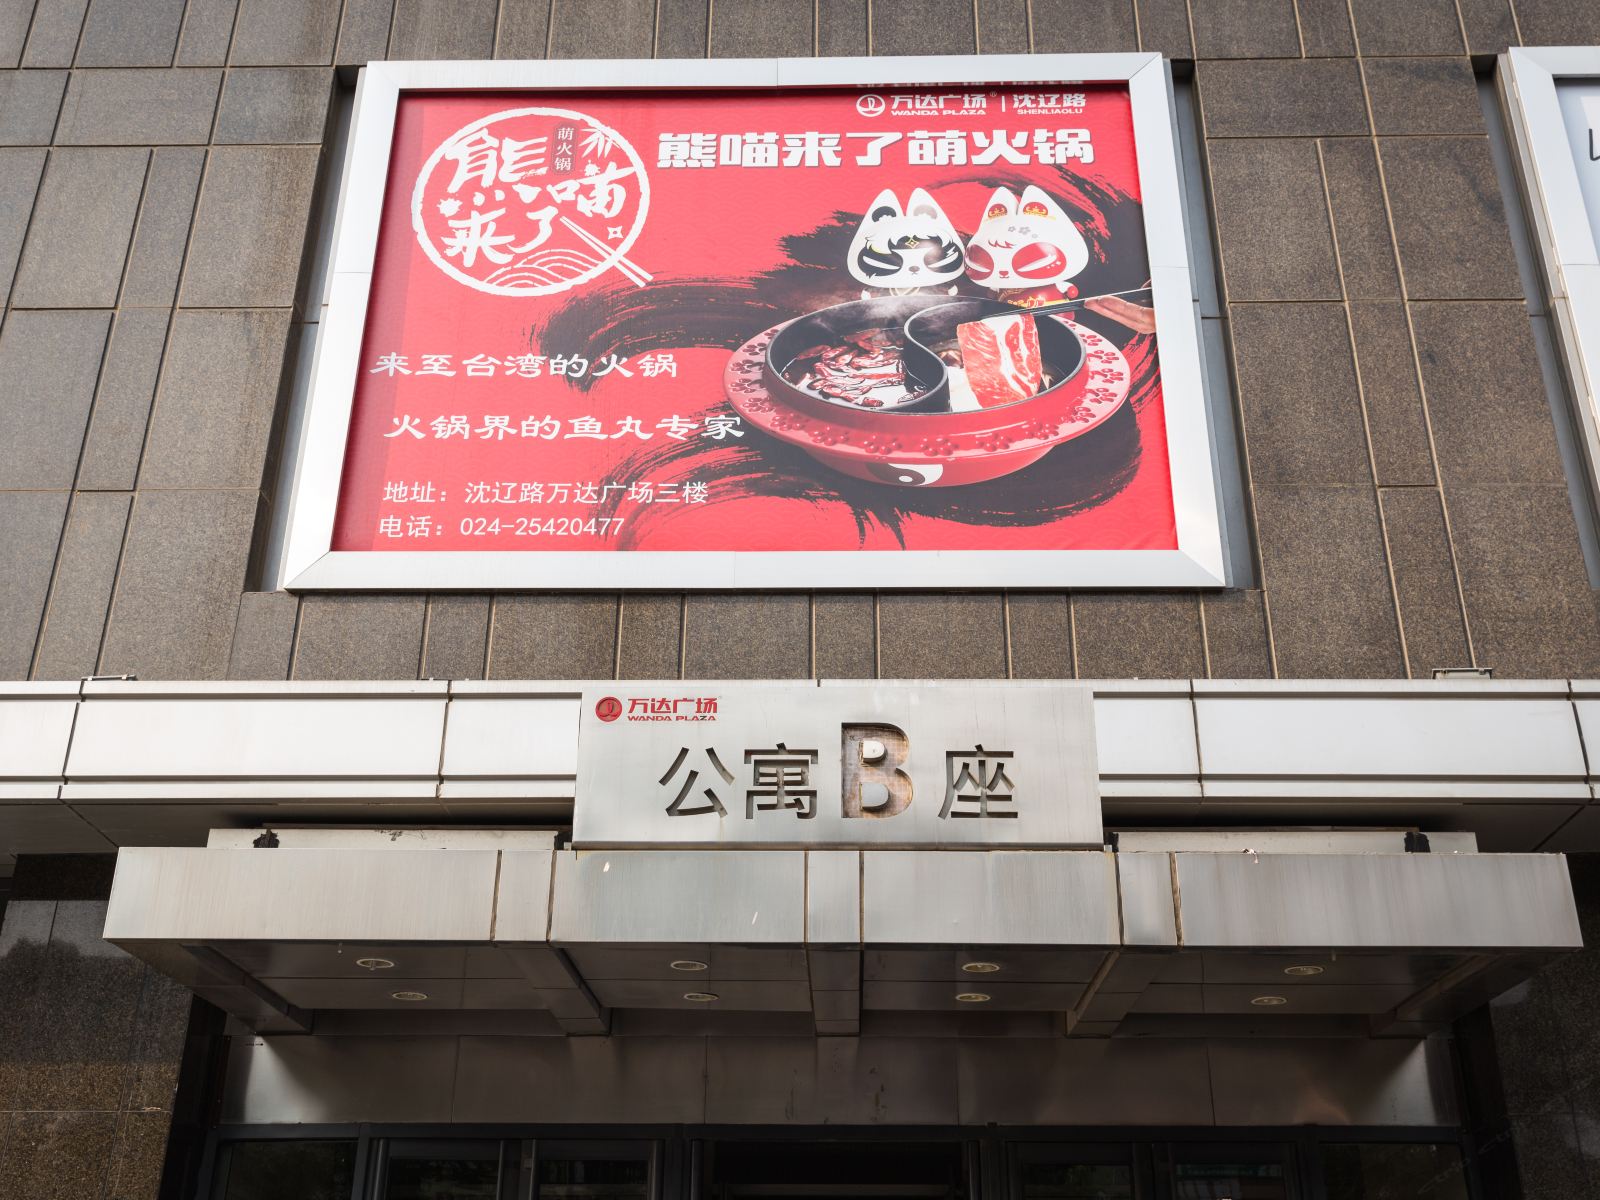 万达广场 | 沈辽路
WANDA PLAZA SHENLIAOLU
熊喵来了萌火锅
熊喵
萌火锅
来了
来至台湾的火锅
火锅界的鱼丸专家
地址：沈辽路万达广场三楼
电话：024-25420477
万达广场
WANDA PLAZA
公寓B座